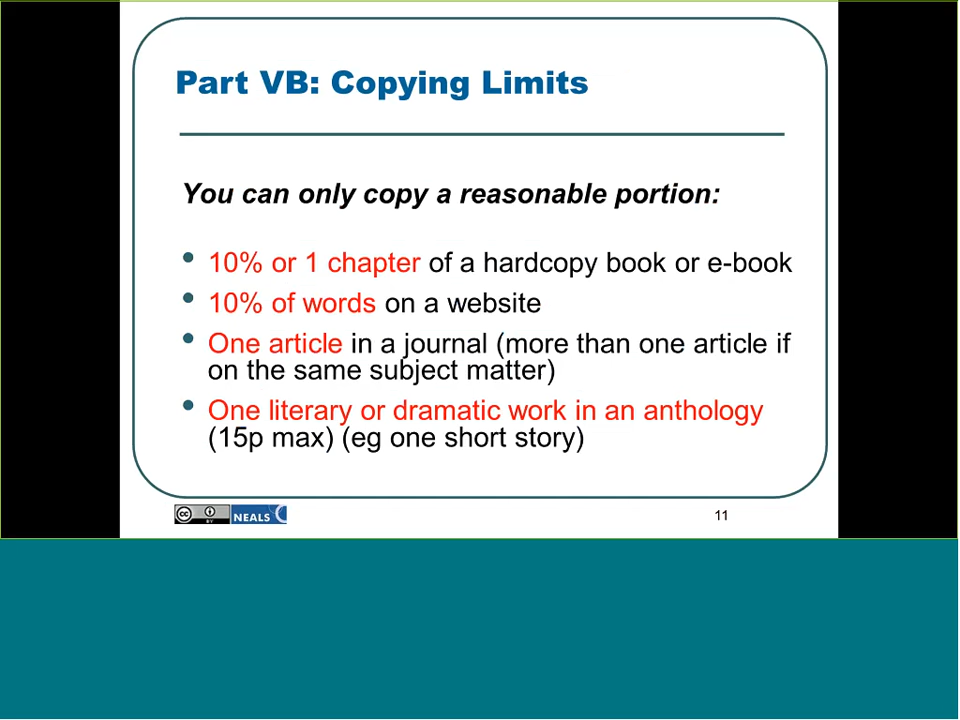 Part VB: Copying Limits
You can only copy a reasonable portion:
• 10% or 1 chapter of a hardcopy book or e-book
• 10% of words on a website
• One article in a journal (more than one article if
on the same subject matter)
• One literary or dramatic work in an anthology
(15p max) (eg one short story)
cc BY NEALS
11